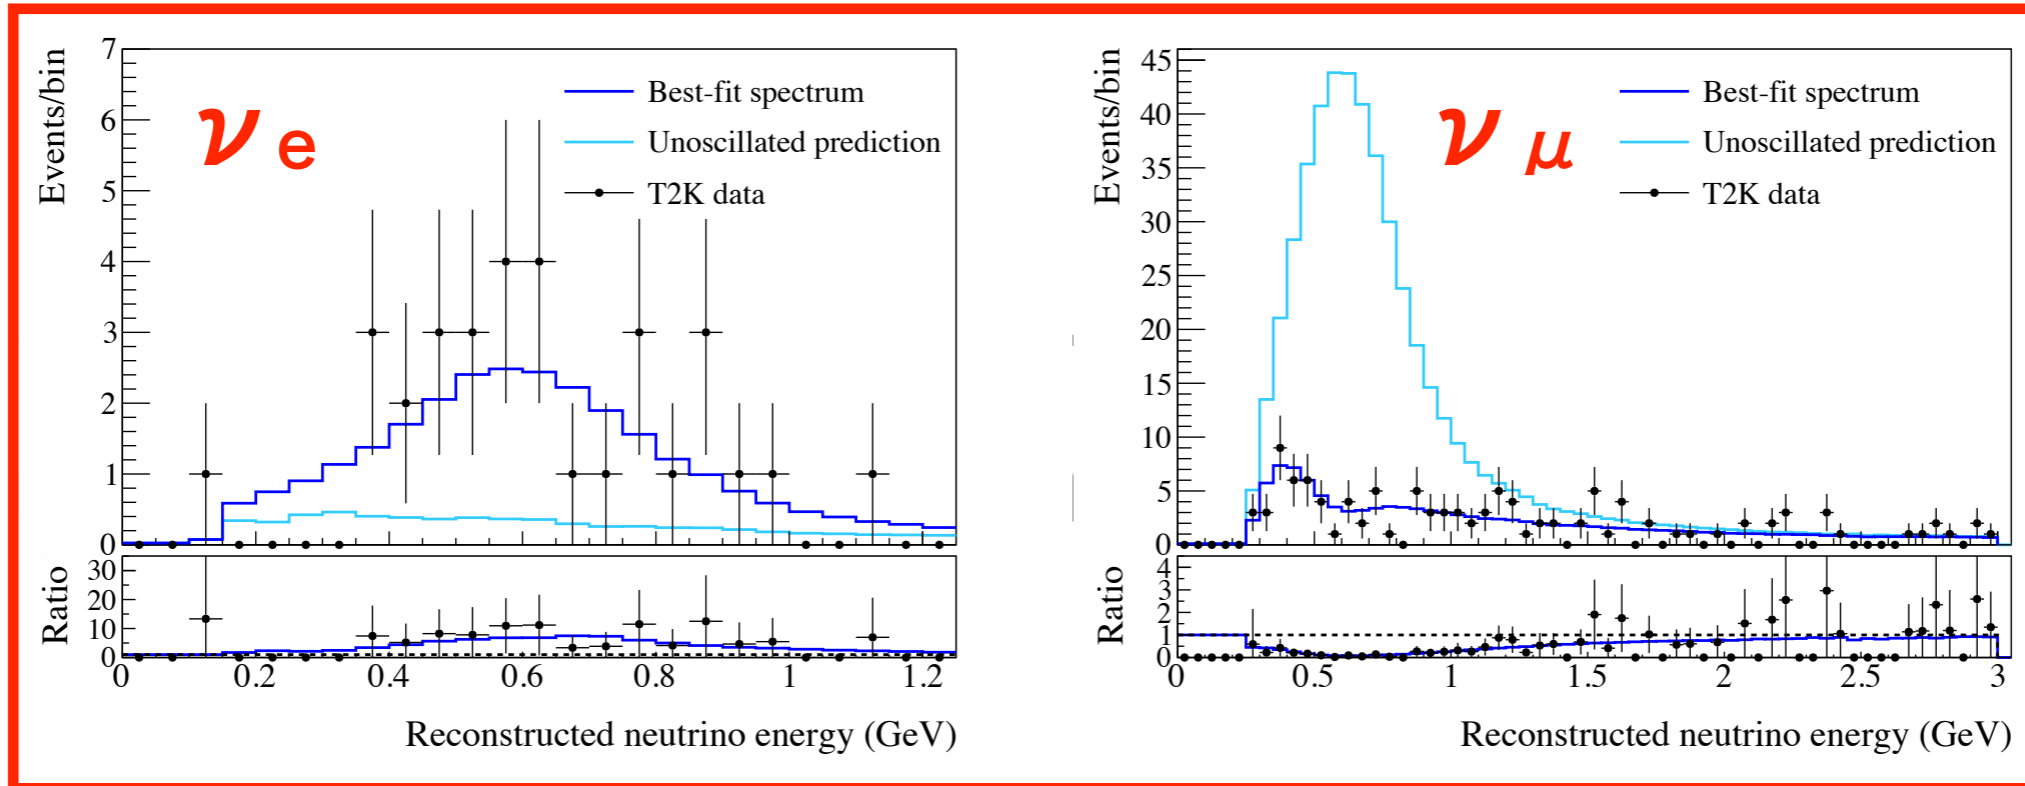 Events/bin
7
6
5
4
3
2
1
0
ν e
Best-fit spectrum
Unoscillated prediction
T2K data
Ratio
30
20
10
0
0 0.2 0.4 0.6 0.8 1 1.2
Reconstructed neutrino energy (GeV)
Events/bin
45
40
35
30
25
20
15
10
5
0
ν μ
Best-fit spectrum
Unoscillated prediction
T2K data
Ratio
4
3
2
1
0
0 0.5 1 1.5 2 2.5 3
Reconstructed neutrino energy (GeV)